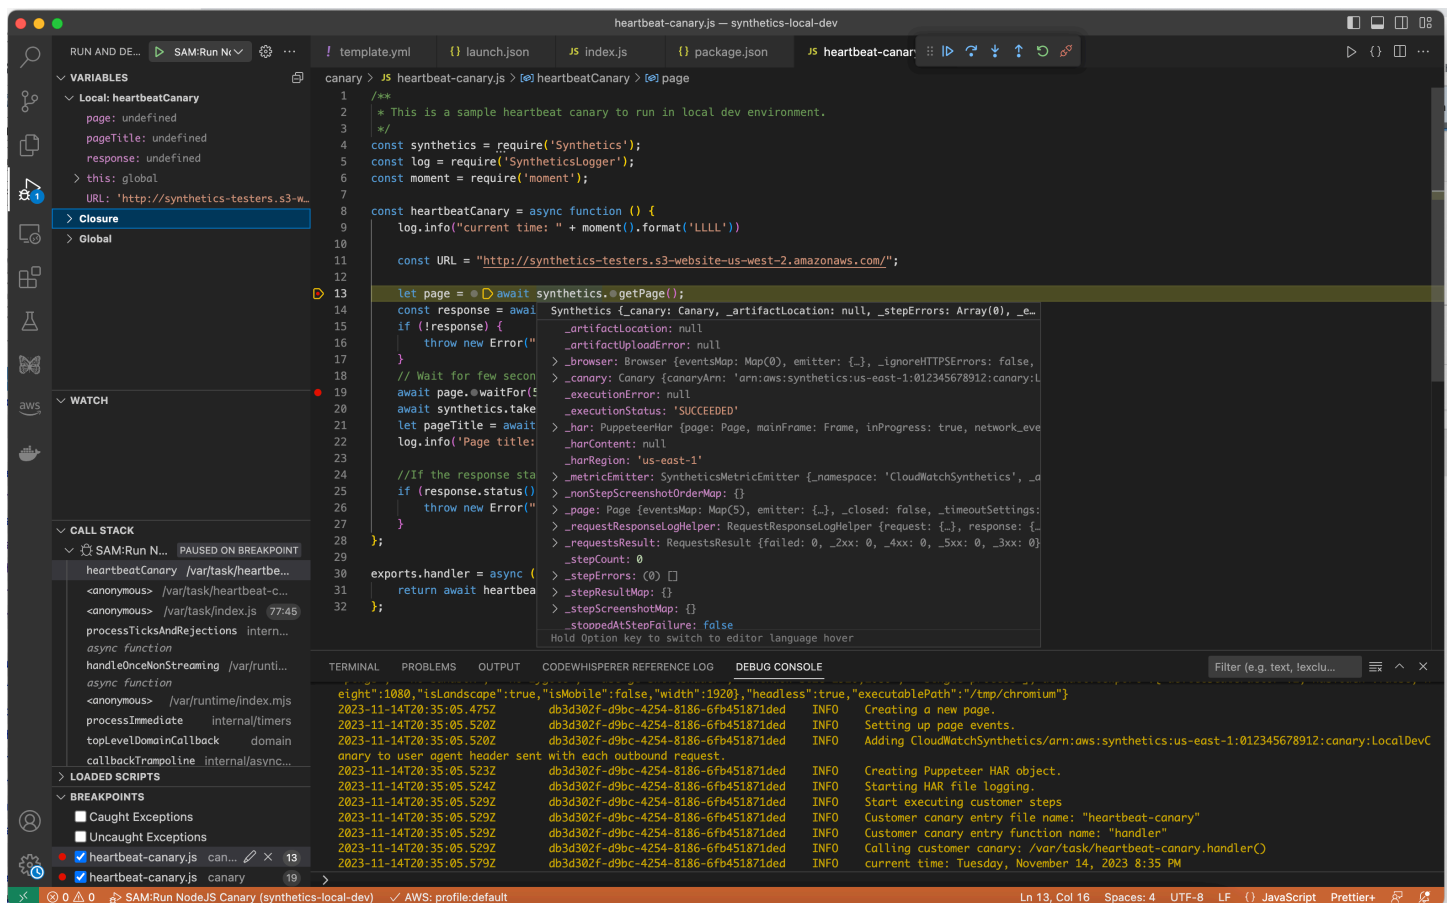 heartbeat-canary.js — synthetics-local-dev
RUN AND DE... SAM:Run Nc
template.yml launch.json JS index.js package.json JS heartbeat-canary
VARIABLES
canary > JS heartbeat-canary.js > heartbeatCanary > page
Local: heartbeatCanary
page: undefined
pageTitle: undefined
response: undefined
this: global
URL: 'http://synthetics-testers.s3-w…
Closure
Global
1 /**
2 * This is a sample heartbeat canary to run in local dev environment.
3 */
4 const synthetics = require('Synthetics');
5 const log = require('SyntheticsLogger');
6 const moment = require('moment');
7
8 const heartbeatCanary = async function () {
9 log.info("current time: " + moment().format('LLLL'))
10
11 const URL = "http://synthetics-testers.s3-website-us-west-2.amazonaws.com/";
12
13 let page = await synthetics.getPage();
14 const response = awai
15 if (!response) {
16 throw new Error("
17 }
18 // Wait for few secon
19 await page.waitFor(5
20 await synthetics.take
21 let pageTitle = await
22 log.info('Page title:
23
24 //If the response sta
25 if (response.status()
26 throw new Error("
27 }
28 };
29
30 exports.handler = async (
31 return await heartbea
32 };
Synthetics {_canary: Canary, _artifactLocation: null, _stepErrors: Array(0), _e…
_artifactLocation: null
_artifactUploadError: null
_browser: Browser {eventsMap: Map(0), emitter: {…}, _ignoreHTTPSErrors: false,
_canary: Canary {canaryArn: 'arn:aws:synthetics:us-east-1:012345678912:canary:L
_executionError: null
_executionStatus: 'SUCCEEDED'
_har: PuppeteerHar {page: Page, mainFrame: Frame, inProgress: true, network_eve
_harContent: null
_harRegion: 'us-east-1'
_metricEmitter: SyntheticsMetricEmitter {_namespace: 'CloudWatchSynthetics', _a
_nonStepScreenshotOrderMap: {}
_page: Page {eventsMap: Map(5), emitter: {…}, _closed: false, _timeoutSettings:
_requestResponseLogHelper: RequestResponseLogHelper {request: {…}, response: {…
_requestsResult: RequestsResult {failed: 0, _2xx: 0, _4xx: 0, _5xx: 0, _3xx: 0}
_stepCount: 0
_stepErrors: (0) []
_stepResultMap: {}
_stepScreenshotMap: {}
_stoppedAtStepFailure: false
Hold Option key to switch to editor language hover
WATCH
aws
CALL STACK
SAM:Run N... PAUSED ON BREAKPOINT
heartbeatCanary /var/task/heartbe...
<anonymous> /var/task/heartbeat-c...
<anonymous> /var/task/index.js 77:45
processTicksAndRejections intern...
async function
handleOnceNonStreaming /var/runti...
async function
<anonymous> /var/runtime/index.mjs
processImmediate internal/timers
topLevelDomainCallback domain
callbackTrampoline internal/async...
LOADED SCRIPTS
BREAKPOINTS
Caught Exceptions
Uncaught Exceptions
heartbeat-canary.js can... 13
heartbeat-canary.js canary 19
TERMINAL PROBLEMS OUTPUT CODEWHISPERER REFERENCE LOG DEBUG CONSOLE Filter (e.g. text, !exclu...
eight":1080,"isLandscape":true,"isMobile":false,"width":1920},"headless":true,"executablePath":"/tmp/chromium"}
2023-11-14T20:35:05.475Z db3d302f-d9bc-4254-8186-6fb451871ded INFO Creating a new page.
2023-11-14T20:35:05.520Z db3d302f-d9bc-4254-8186-6fb451871ded INFO Setting up page events.
2023-11-14T20:35:05.520Z db3d302f-d9bc-4254-8186-6fb451871ded INFO Adding CloudWatchSynthetics/arn:aws:synthetics:us-east-1:012345678912:canary:LocalDevC
anary to user agent header sent with each outbound request.
2023-11-14T20:35:05.523Z db3d302f-d9bc-4254-8186-6fb451871ded INFO Creating Puppeteer HAR object.
2023-11-14T20:35:05.524Z db3d302f-d9bc-4254-8186-6fb451871ded INFO Starting HAR file logging.
2023-11-14T20:35:05.529Z db3d302f-d9bc-4254-8186-6fb451871ded INFO Start executing customer steps
2023-11-14T20:35:05.529Z db3d302f-d9bc-4254-8186-6fb451871ded INFO Customer canary entry file name: "heartbeat-canary"
2023-11-14T20:35:05.529Z db3d302f-d9bc-4254-8186-6fb451871ded INFO Customer canary entry function name: "handler"
2023-11-14T20:35:05.529Z db3d302f-d9bc-4254-8186-6fb451871ded INFO Calling customer canary: /var/task/heartbeat-canary.handler()
2023-11-14T20:35:05.579Z db3d302f-d9bc-4254-8186-6fb451871ded INFO current time: Tuesday, November 14, 2023 8:35 PM
0 0 SAM:Run NodeJS Canary (synthetics-local-dev) AWS: profile:default Ln 13, Col 16 Spaces: 4 UTF-8 LF {} JavaScript Prettier+